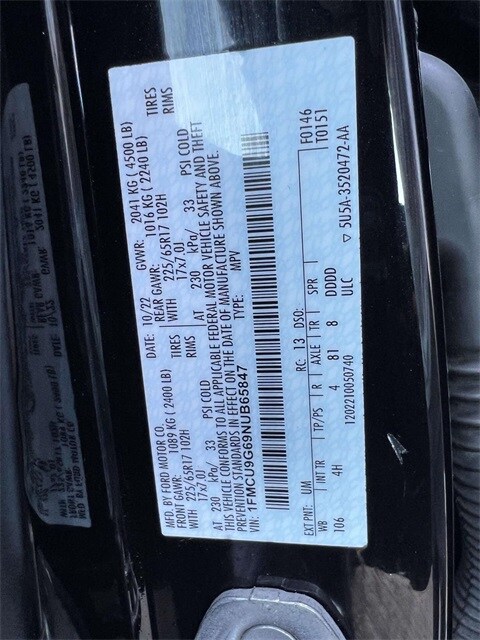 MFD. BY FORD MOTOR CO.
DATE: 10/22 GVWR: 2041 KG ( 4500 LB)
FRONT GAWR: 1089 KG ( 2400 LB) REAR GAWR: 1016 KG ( 2240 LB)
225/65R17 102H TIRES WITH 225/65R17 102H TIRES
17x7.0J RIMS 17x7.0J RIMS
AT 230 kPa/ 33 PSI COLD AT 230 kPa/ 33 PSI COLD
THIS VEHICLE CONFORMS TO ALL APPLICABLE FEDERAL MOTOR VEHICLE SAFETY AND THEFT
PREVENTION STANDARDS IN EFFECT ON THE DATE OF MANUFACTURE SHOWN ABOVE.
VIN: 1FMCU9G69NUB65847 TYPE: MPV
F0146
T0151
EXT PNT: UM RC: 13 DSO:
WB INT TR TP/PS R AXLE TR SPR
106 4H 4 81 8 DDDD
1202210050740 ULC
▽ 5U5A-3520472-AA